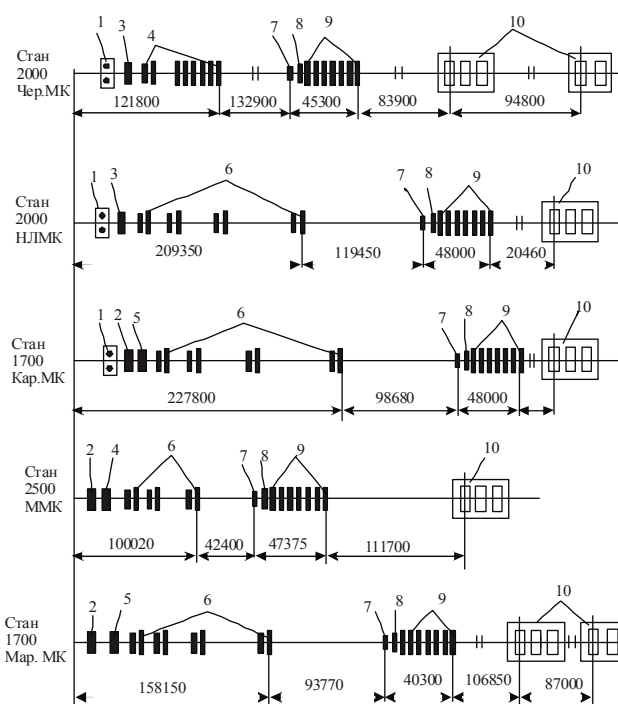 1 3 4 6 7 8 9 10
Стан
2000
Чер.МК
121800 132900 45300 83900 94800
1 3 6 7 8 9 10
Стан
2000
НЛМК
209350 119450 48000 20460
1 2 5 6 7 8 9 10
Стан
1700
Кар.МК
227800 98680 48000
2 4 6 7 8 9 10
Стан
2500
ММК
100020 42400 47375 111700
2 5 6 7 8 9 10
Стан
1700
Мар. МК
158150 93770 40300 106850 87000